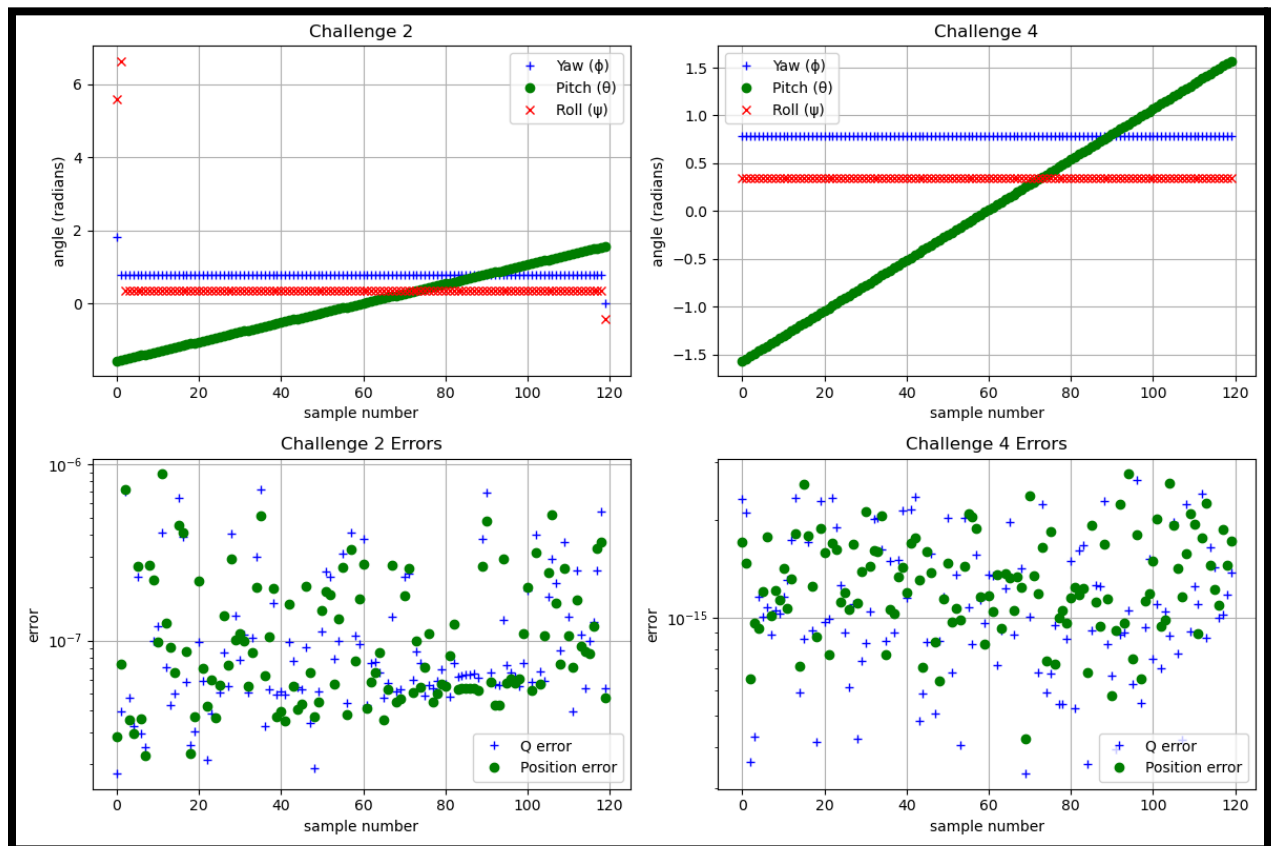 Challenge 2
Yaw (ϕ)
Pitch (θ)
Roll (ψ)
6
4
2
0
angle (radians)
0 20 40 60 80 100 120
sample number
Challenge 4
Yaw (ϕ)
Pitch (θ)
Roll (ψ)
1.5
1.0
0.5
0.0
−0.5
−1.0
−1.5
angle (radians)
0 20 40 60 80 100 120
sample number
Challenge 2 Errors
10⁻⁶
10⁻⁷
error
Q error
Position error
0 20 40 60 80 100 120
sample number
Challenge 4 Errors
10⁻¹⁵
error
Q error
Position error
0 20 40 60 80 100 120
sample number